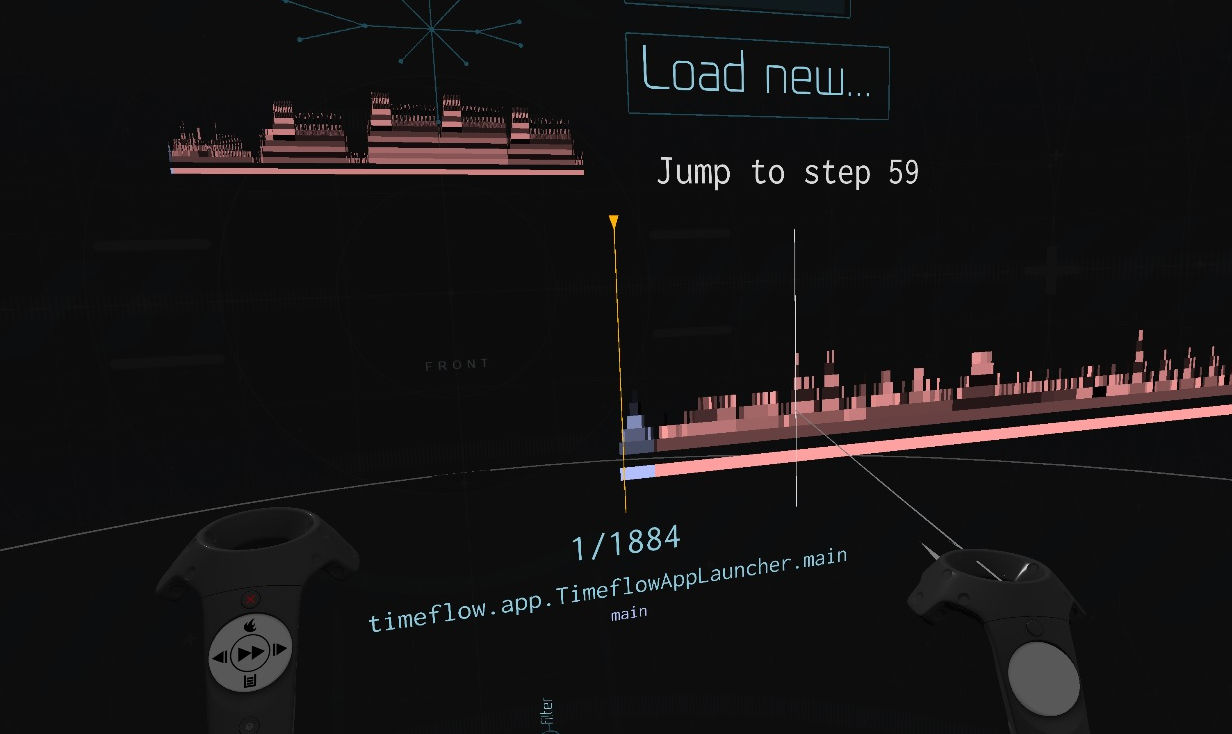 Load new...
Jump to step 59
FRONT
1/1884
timeflow.app.TimeflowAppLauncher.main
main
)-filter